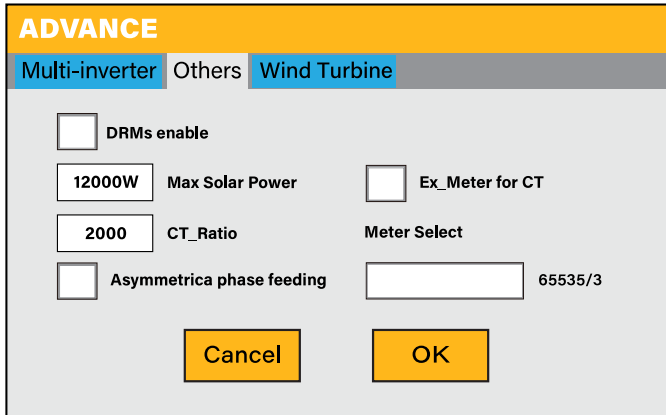 ADVANCE
Multi-inverter Others Wind Turbine
DRMs enable
12000W Max Solar Power Ex_Meter for CT
2000 CT_Ratio Meter Select
Asymmetrica phase feeding 65535/3
Cancel OK